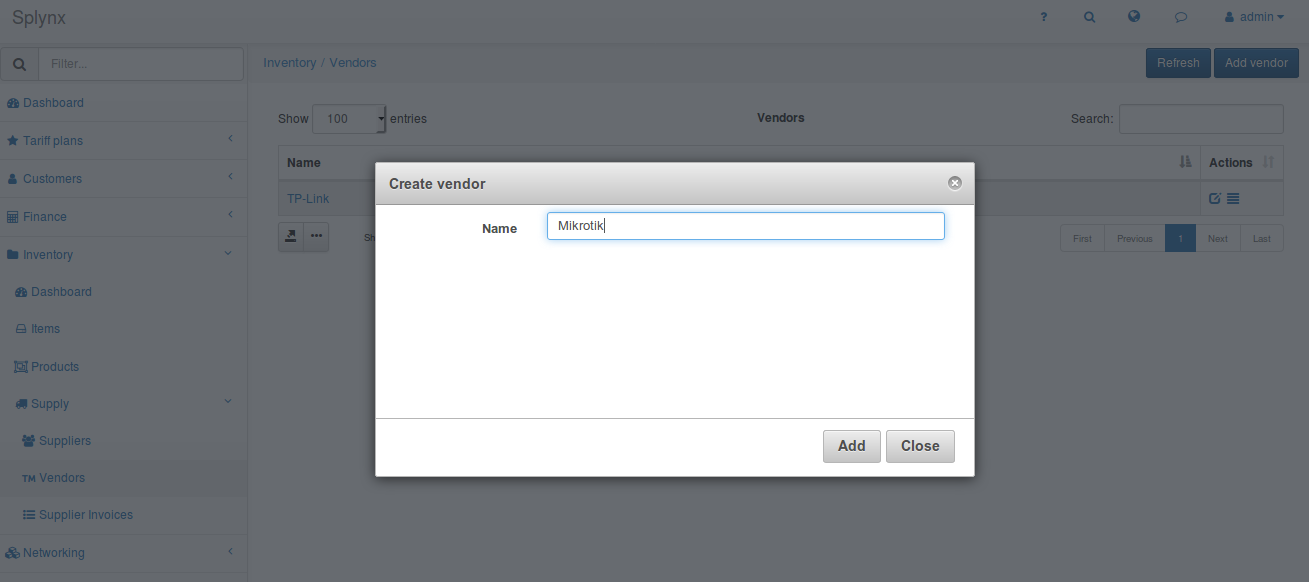 Splynx
? admin
Filter...
Inventory / Vendors
Refresh Add vendor
Dashboard
Tariff plans
Customers
Finance
Inventory
Dashboard
Items
Products
Supply
Suppliers
TM Vendors
Supplier Invoices
Networking
Show 100 entries
Vendors
Search:
Name Actions
TP-Link
Sh
First Previous 1 Next Last
Create vendor
Name Mikrotik
Add Close